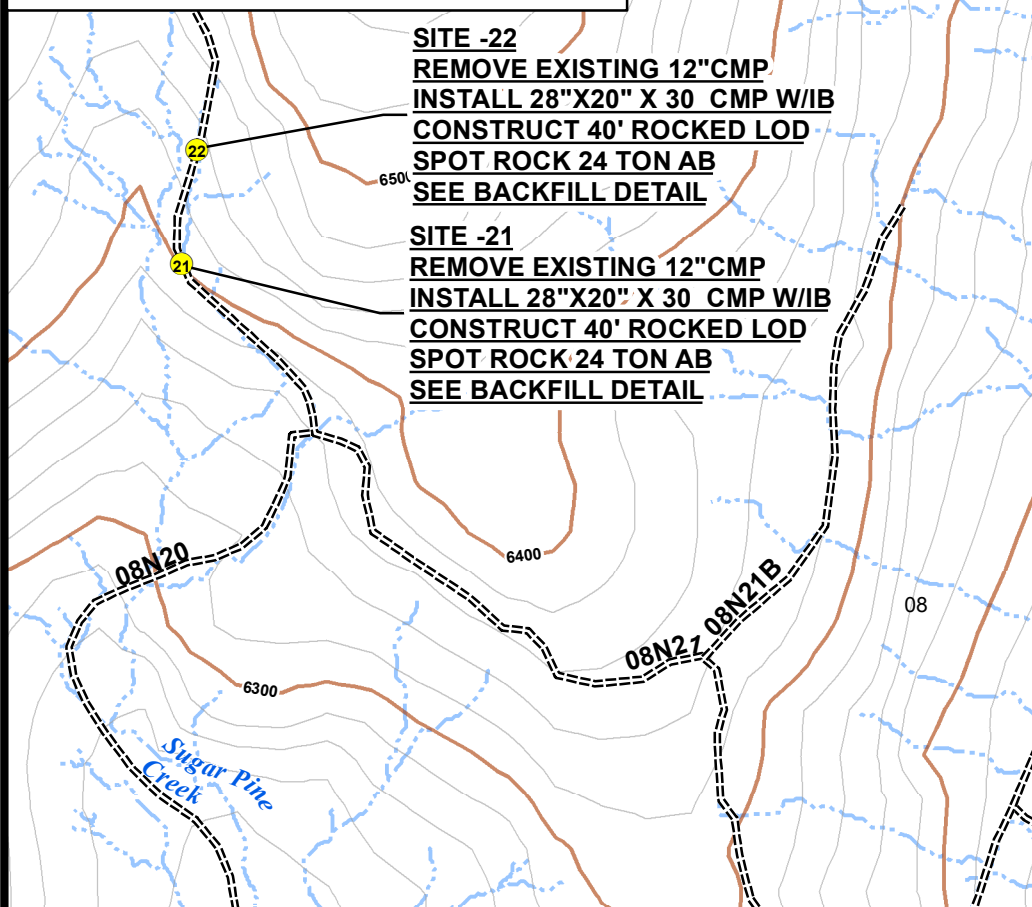 SITE -22
REMOVE EXISTING 12"CMP
INSTALL 28"X20" X 30 CMP W/IB
CONSTRUCT 40' ROCKED LOD
SPOT ROCK 24 TON AB
SEE BACKFILL DETAIL
22
6500
SITE -21
REMOVE EXISTING 12"CMP
INSTALL 28"X20" X 30 CMP W/IB
CONSTRUCT 40' ROCKED LOD
SPOT ROCK 24 TON AB
SEE BACKFILL DETAIL
21
6400
08N20
08N21B
08
08N21
6300
Sugar Pine
Creek